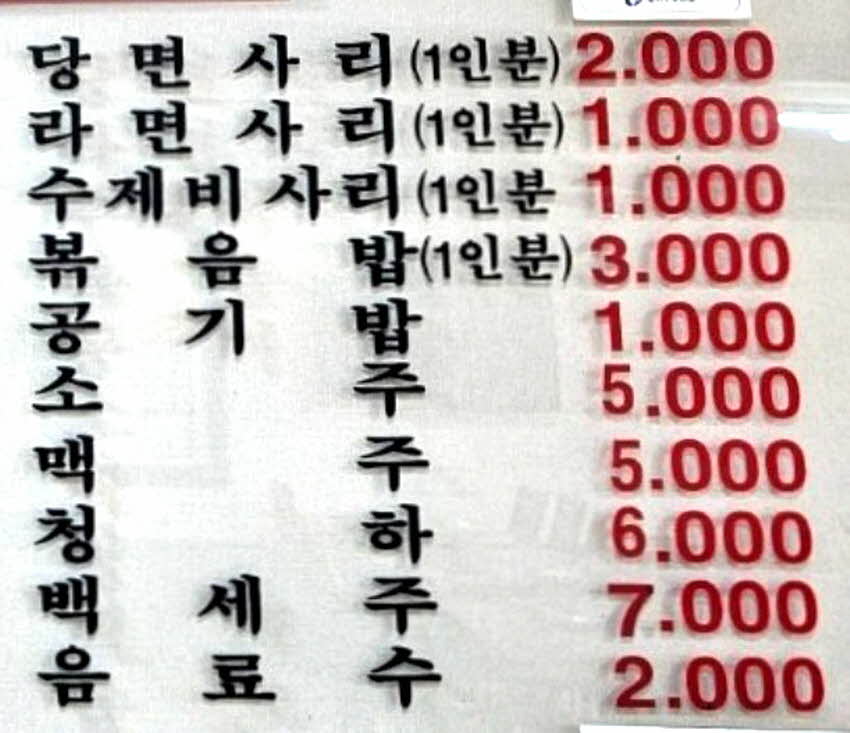 당면사리(1인분) 2.000
라면사리(1인분) 1.000
수제비사리(1인분 1.000
볶음밥(1인분) 3.000
공기밥 1.000
소주 5.000
맥주 5.000
청하 6.000
백세주 7.000
음료수 2.000